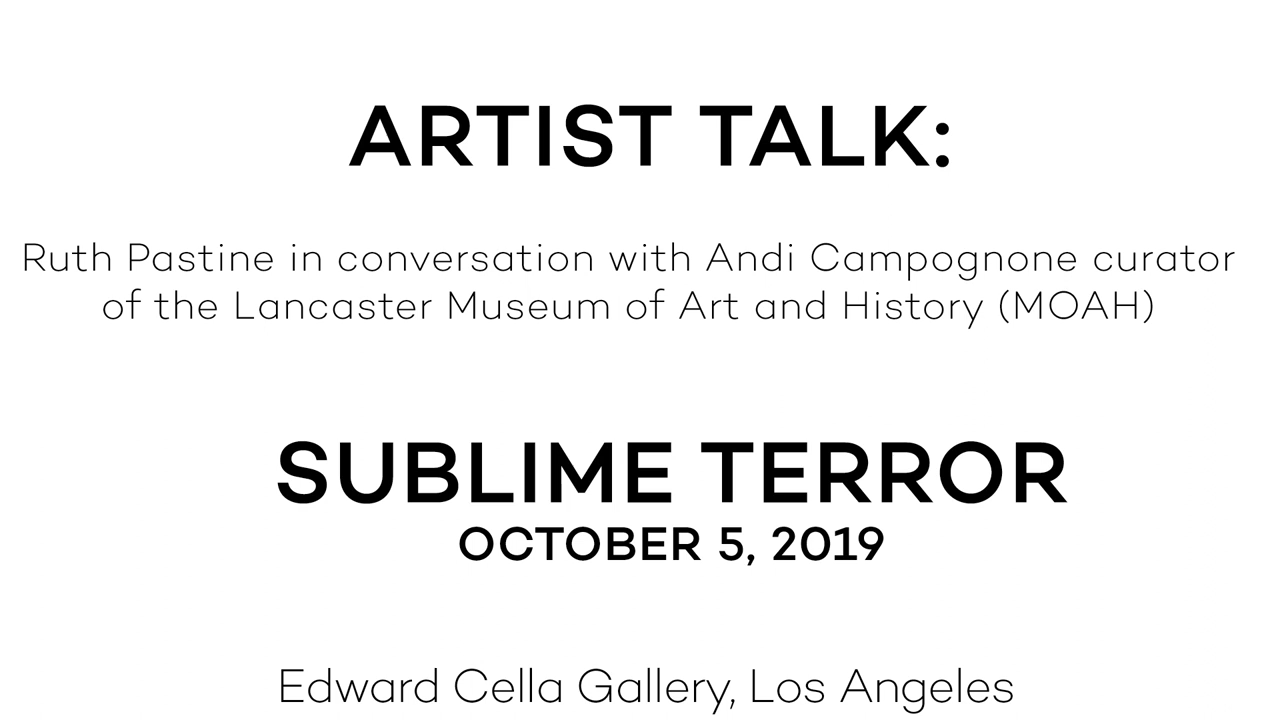 ARTIST TALK:
Ruth Pastine in conversation with Andi Campognone curator
of the Lancaster Museum of Art and History (MOAH)
SUBLIME TERROR
OCTOBER 5, 2019
Edward Cella Gallery, Los Angeles